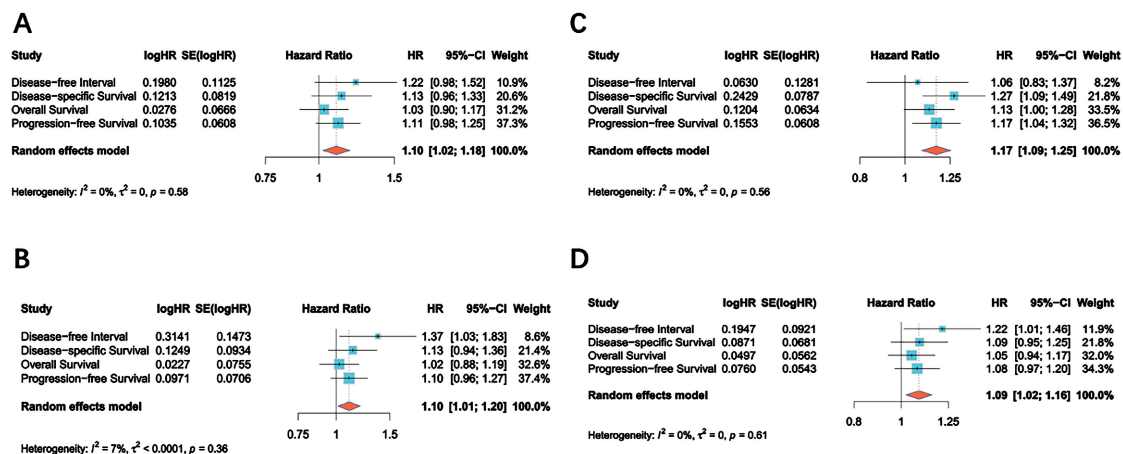 A
Study logHR SE(logHR) Hazard Ratio HR 95%−CI Weight
Disease−free Interval 0.1980 0.1125 1.22 [0.98; 1.52] 10.9%
Disease−specific Survival 0.1213 0.0819 1.13 [0.96; 1.33] 20.6%
Overall Survival 0.0276 0.0666 1.03 [0.90; 1.17] 31.2%
Progression−free Survival 0.1035 0.0608 1.11 [0.98; 1.25] 37.3%
Random effects model 1.10 [1.02; 1.18] 100.0%
0.75 1 1.5
Heterogeneity: I² = 0%, τ² = 0, p = 0.58
B
Study logHR SE(logHR) Hazard Ratio HR 95%−CI Weight
Disease−free Interval 0.3141 0.1473 1.37 [1.03; 1.83] 8.6%
Disease−specific Survival 0.1249 0.0934 1.13 [0.94; 1.36] 21.4%
Overall Survival 0.0227 0.0755 1.02 [0.88; 1.19] 32.6%
Progression−free Survival 0.0971 0.0706 1.10 [0.96; 1.27] 37.4%
Random effects model 1.10 [1.01; 1.20] 100.0%
0.75 1 1.5
Heterogeneity: I² = 7%, τ² < 0.0001, p = 0.36
C
Study logHR SE(logHR) Hazard Ratio HR 95%−CI Weight
Disease−free Interval 0.0630 0.1281 1.06 [0.83; 1.37] 8.2%
Disease−specific Survival 0.2429 0.0787 1.27 [1.09; 1.49] 21.8%
Overall Survival 0.1204 0.0634 1.13 [1.00; 1.28] 33.5%
Progression−free Survival 0.1553 0.0608 1.17 [1.04; 1.32] 36.5%
Random effects model 1.17 [1.09; 1.25] 100.0%
0.8 1 1.25
Heterogeneity: I² = 0%, τ² = 0, p = 0.56
D
Study logHR SE(logHR) Hazard Ratio HR 95%−CI Weight
Disease−free Interval 0.1947 0.0921 1.22 [1.01; 1.46] 11.9%
Disease−specific Survival 0.0871 0.0681 1.09 [0.95; 1.25] 21.8%
Overall Survival 0.0497 0.0562 1.05 [0.94; 1.17] 32.0%
Progression−free Survival 0.0760 0.0543 1.08 [0.97; 1.20] 34.3%
Random effects model 1.09 [1.02; 1.16] 100.0%
0.8 1 1.25
Heterogeneity: I² = 0%, τ² = 0, p = 0.61